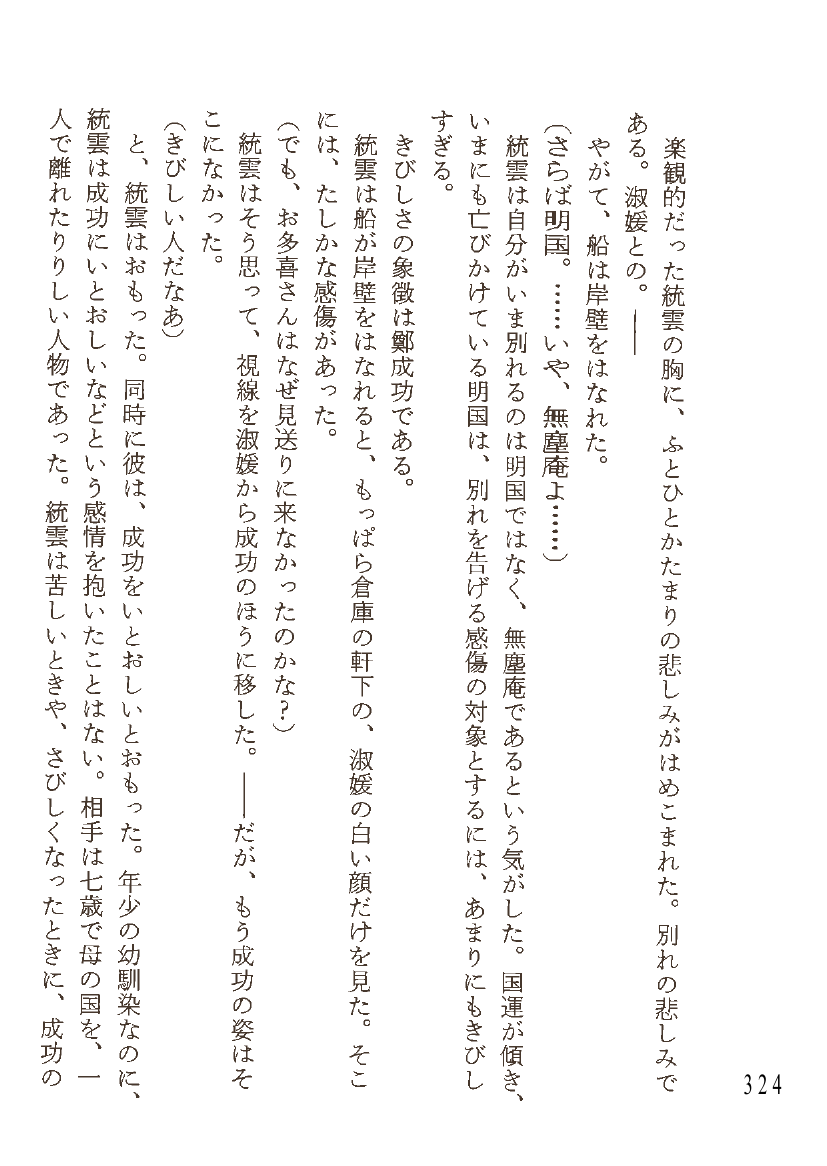 楽観的だった統雲の胸に、ふとひとかたまりの悲しみがはめこまれた。別れの悲しみで
ある。淑媛との。――
やがて、船は岸壁をはなれた。
(さらば明国。……いや、無塵庵よ……)
統雲は自分がいま別れるのは明国ではなく、無塵庵であるという気がした。国運が傾き、
いまにも亡びかけている明国は、別れを告げる感傷の対象とするには、あまりにもきびし
すぎる。
きびしさの象徴は鄭成功である。
統雲は船が岸壁をはなれると、もっぱら倉庫の軒下の、淑媛の白い顔だけを見た。そこ
には、たしかな感傷があった。
(でも、お多喜さんはなぜ見送りに来なかったのかな?)
統雲はそう思って、視線を淑媛から成功のほうに移した。――だが、もう成功の姿はそ
こになかった。
(きびしい人だなあ)
と、統雲はおもった。同時に彼は、成功をいとおしいとおもった。年少の幼馴染なのに、
統雲は成功にいとおしいなどという感情を抱いたことはない。相手は七歳で母の国を、一
人で離れたりりしい人物であった。統雲は苦しいときや、さびしくなったときに、成功の
324